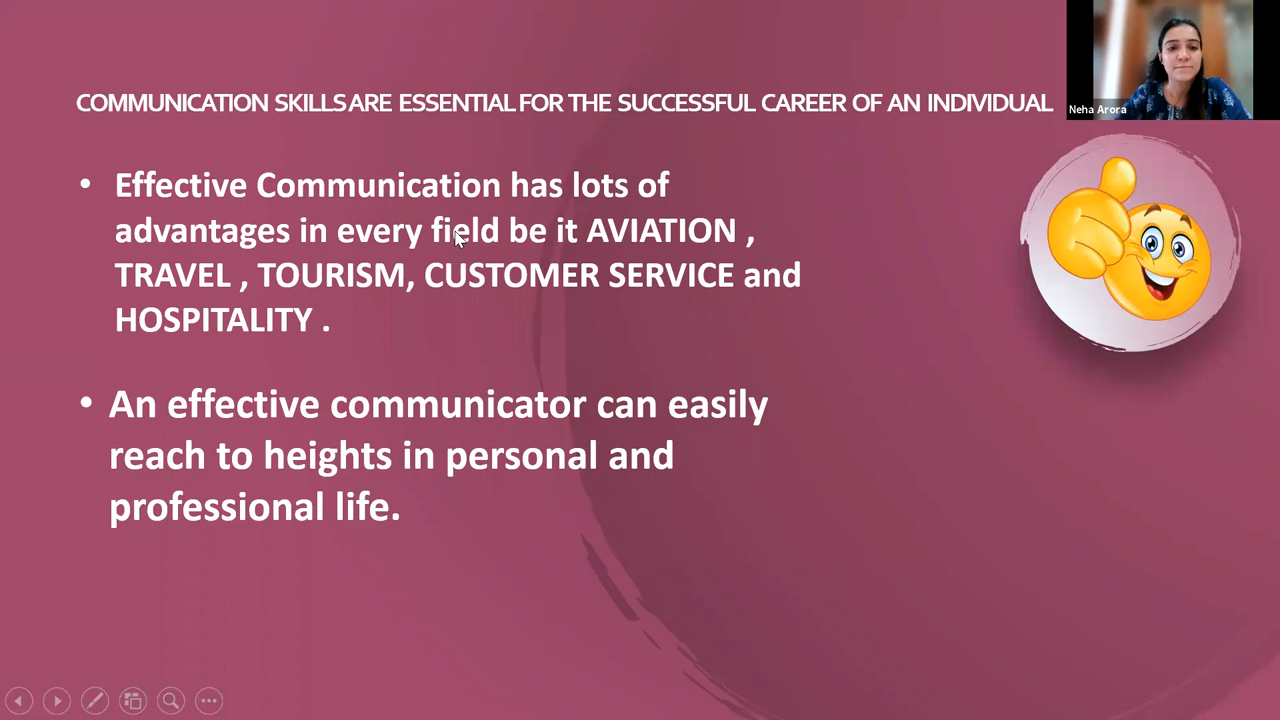 COMMUNICATION SKILLS ARE ESSENTIAL FOR THE SUCCESSFUL CAREER OF AN INDIVIDUAL
Neha Arora
• Effective Communication has lots of
advantages in every field be it AVIATION ,
TRAVEL , TOURISM, CUSTOMER SERVICE and
HOSPITALITY .
• An effective communicator can easily
reach to heights in personal and
professional life.